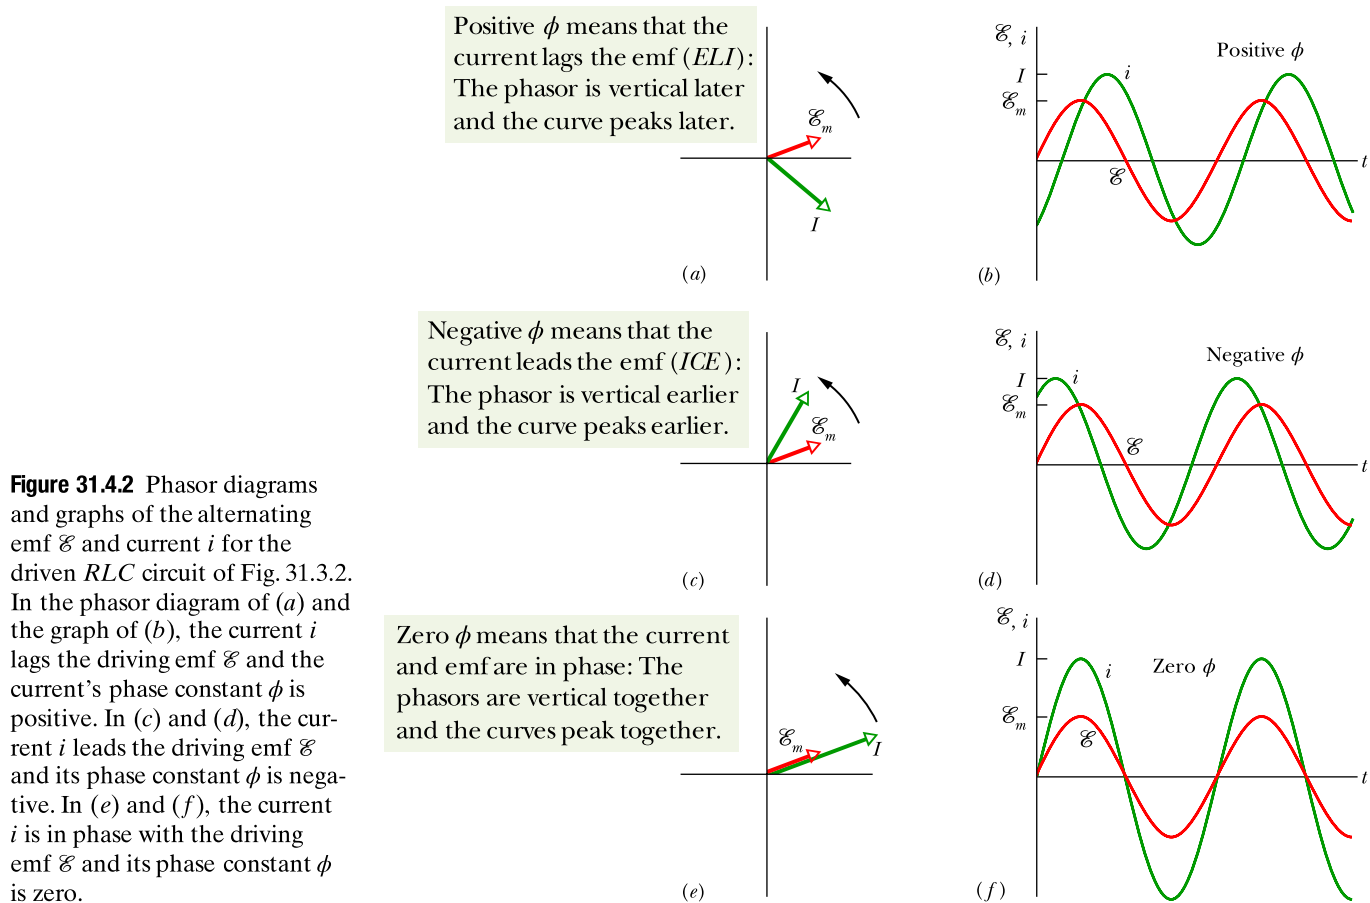 Positive ϕ means that the
current lags the emf (ELI):
The phasor is vertical later
and the curve peaks later.
ℰm
I
(a)
ℰ, i
Positive ϕ
I
i
ℰm
ℰ
t
(b)
Negative ϕ means that the
current leads the emf (ICE):
The phasor is vertical earlier
and the curve peaks earlier.
I
ℰm
(c)
ℰ, i
Negative ϕ
I
i
ℰm
ℰ
t
(d)
Figure 31.4.2 Phasor diagrams
and graphs of the alternating
emf ℰ and current i for the
driven RLC circuit of Fig. 31.3.2.
In the phasor diagram of (a) and
the graph of (b), the current i
lags the driving emf ℰ and the
current's phase constant ϕ is
positive. In (c) and (d), the cur-
rent i leads the driving emf ℰ
and its phase constant ϕ is nega-
tive. In (e) and (f), the current
i is in phase with the driving
emf ℰ and its phase constant ϕ
is zero.
Zero ϕ means that the current
and emf are in phase: The
phasors are vertical together
and the curves peak together.
ℰm
I
(e)
ℰ, i
I
i
Zero ϕ
ℰm
ℰ
t
(f)